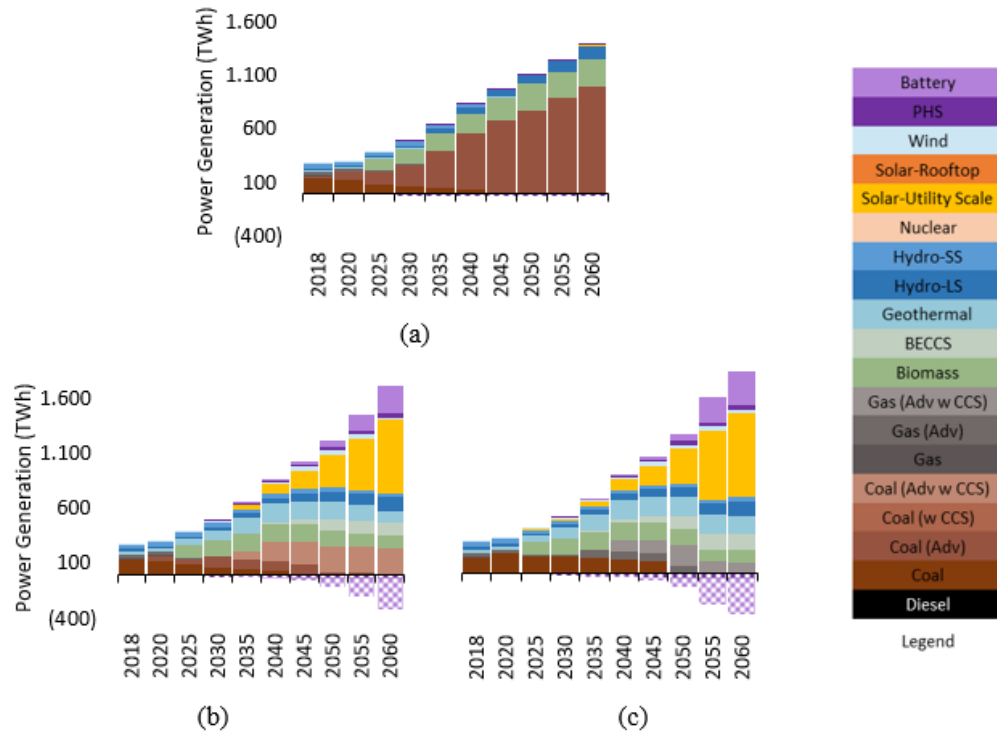 Power Generation (TWh)
1.600
1.100
600
100
(400)
2018 2020 2025 2030 2035 2040 2045 2050 2055 2060
(a)
Power Generation (TWh)
1.600
1.100
600
100
(400)
2018 2020 2025 2030 2035 2040 2045 2050 2055 2060
(b)
2018 2020 2025 2030 2035 2040 2045 2050 2055 2060
(c)
Battery
PHS
Wind
Solar-Rooftop
Solar-Utility Scale
Nuclear
Hydro-SS
Hydro-LS
Geothermal
BECCS
Biomass
Gas (Adv w CCS)
Gas (Adv)
Gas
Coal (Adv w CCS)
Coal (w CCS)
Coal (Adv)
Coal
Diesel
Legend